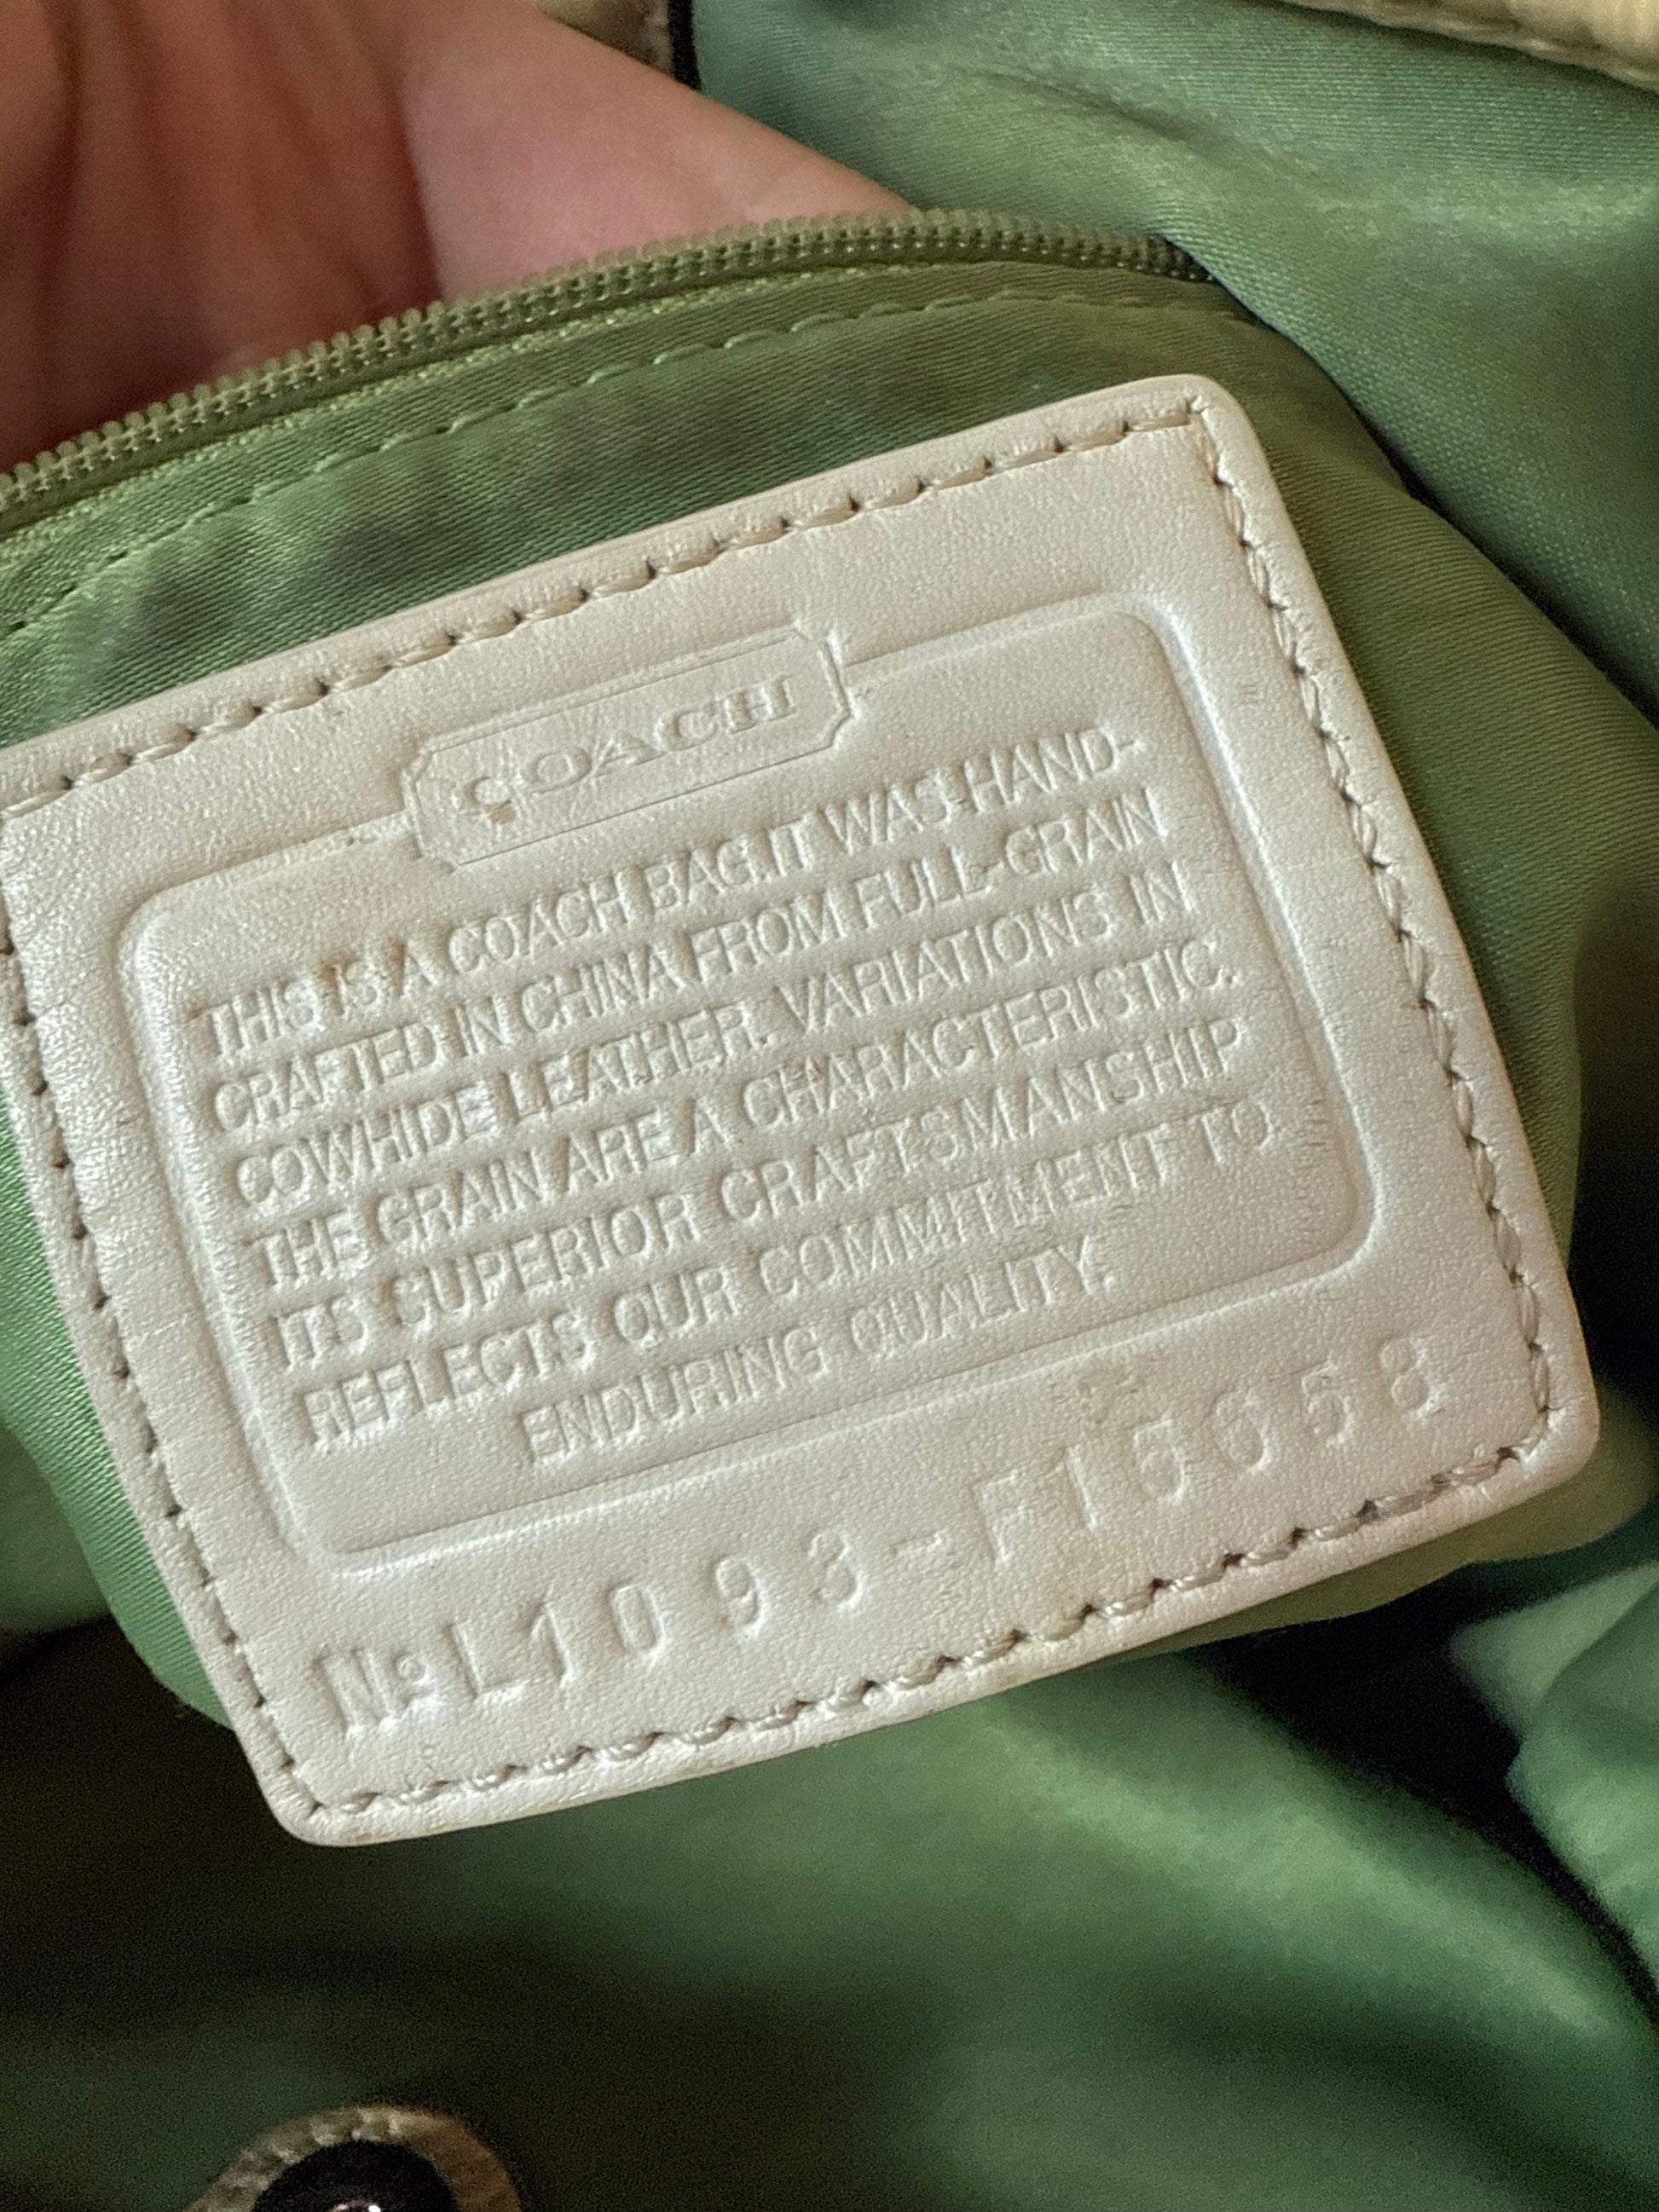 COACH
THIS IS A COACH BAG. IT WAS HAND-
CRAFTED IN CHINA FROM FULL-GRAIN
COWHIDE LEATHER. VARIATIONS IN
THE GRAIN ARE A CHARACTERISTIC.
ITS SUPERIOR CRAFTSMANSHIP
REFLECTS OUR COMMITMENT TO
ENDURING QUALITY.
№ L1093-F15658